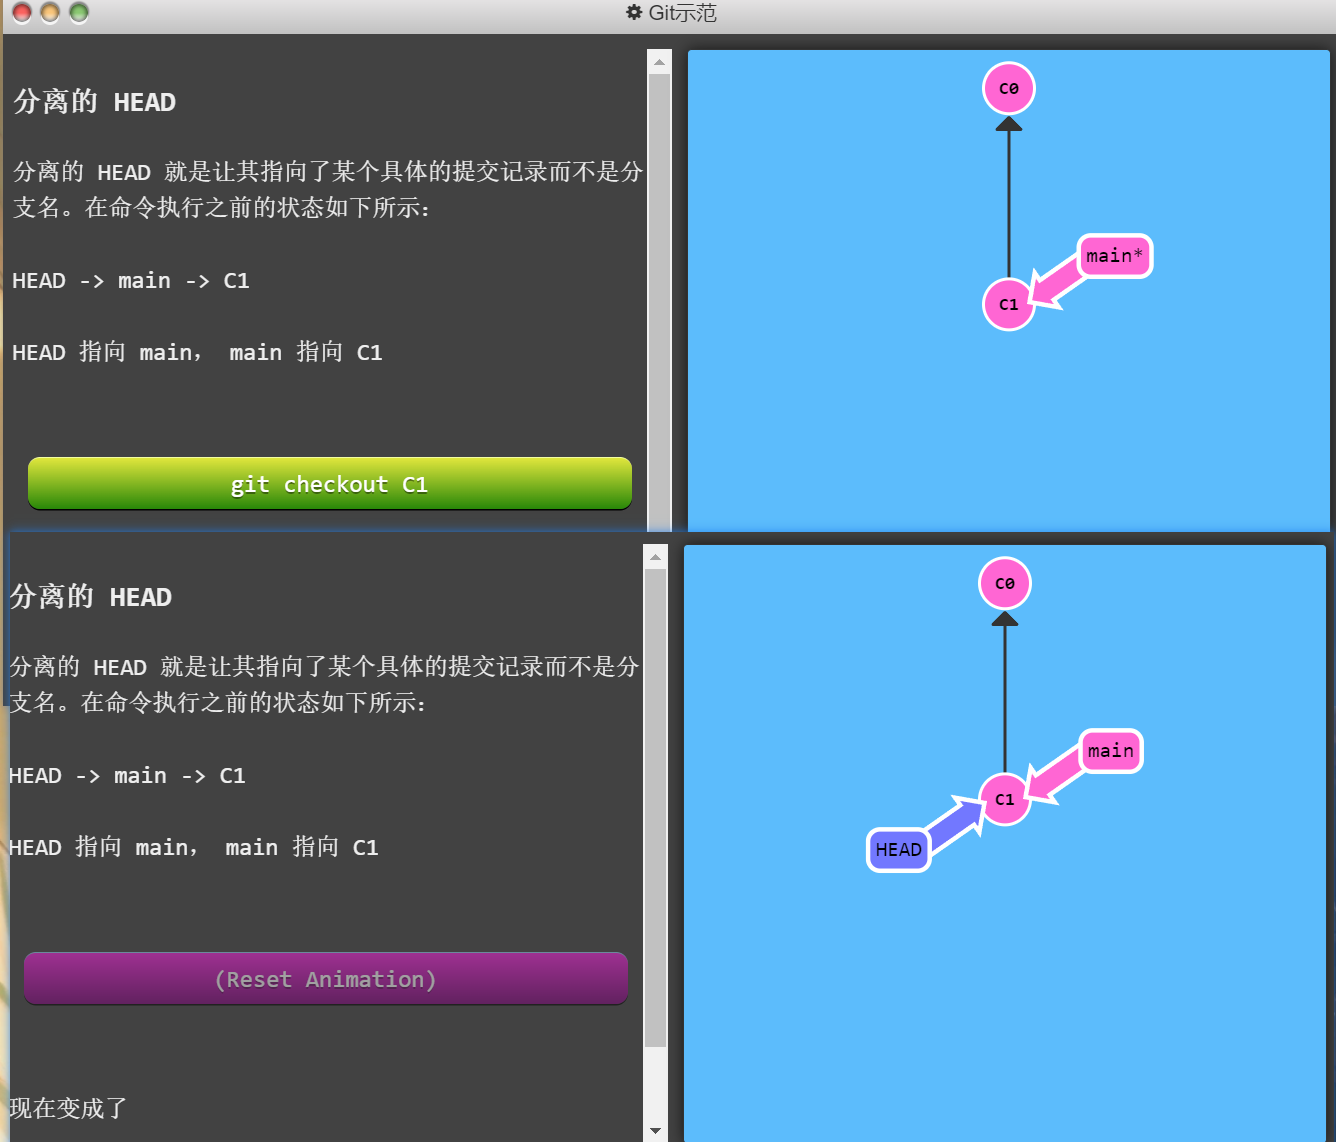 Git示范
分离的 HEAD
分离的 HEAD 就是让其指向了某个具体的提交记录而不是分
支名。在命令执行之前的状态如下所示：
HEAD -> main -> C1
HEAD 指向 main， main 指向 C1
git checkout C1
C0
main*
C1
分离的 HEAD
分离的 HEAD 就是让其指向了某个具体的提交记录而不是分
支名。在命令执行之前的状态如下所示：
HEAD -> main -> C1
HEAD 指向 main， main 指向 C1
(Reset Animation)
现在变成了
C0
main
C1
HEAD